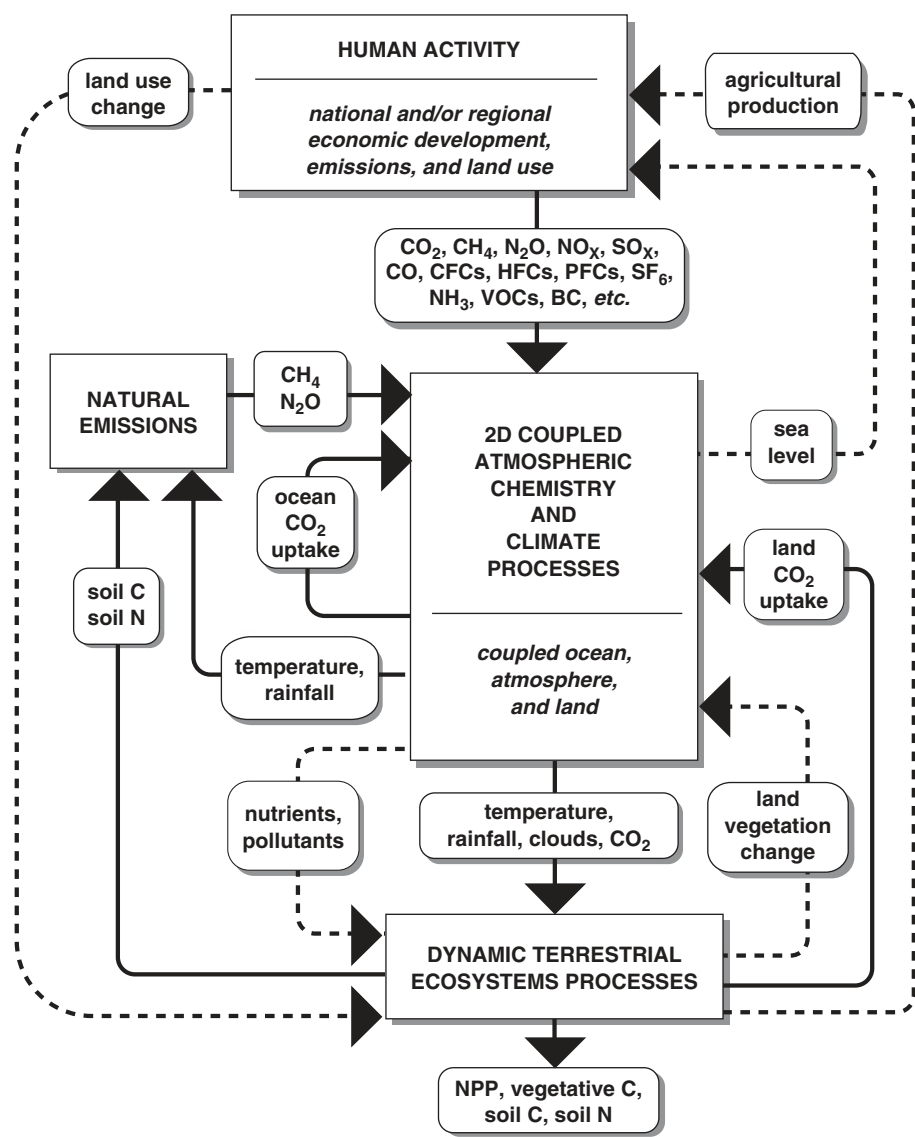 HUMAN ACTIVITY
national and/or regional
economic development,
emissions, and land use
land use
change
agricultural
production
CO₂, CH₄, N₂O, NOₓ, SOₓ,
CO, CFCs, HFCs, PFCs, SF₆,
NH₃, VOCs, BC, etc.
NATURAL
EMISSIONS
CH₄
N₂O
2D COUPLED
ATMOSPHERIC
CHEMISTRY
AND
CLIMATE
PROCESSES
coupled ocean,
atmosphere,
and land
sea
level
ocean
CO₂
uptake
land
CO₂
uptake
soil C
soil N
temperature,
rainfall
nutrients,
pollutants
temperature,
rainfall, clouds, CO₂
land
vegetation
change
DYNAMIC TERRESTRIAL
ECOSYSTEMS PROCESSES
NPP, vegetative C,
soil C, soil N